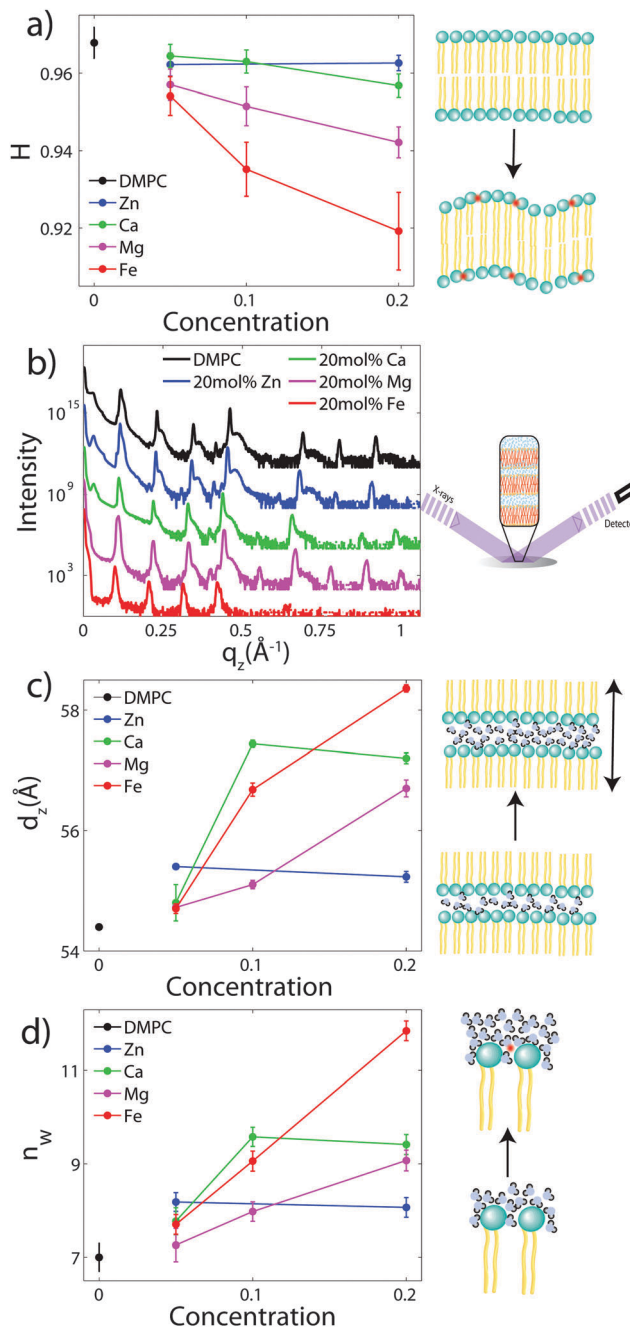 a)
0.96
0.94
0.92
H
DMPC
Zn
Ca
Mg
Fe
0
0.1
0.2
Concentration
b)
DMPC
20mol% Ca
20mol% Zn
20mol% Mg
20mol% Fe
10¹⁵
10⁹
10³
Intensity
0
0.25
0.5
0.75
1
q_z(Å⁻¹)
X-rays
Detecto
c)
DMPC
Zn
Ca
Mg
Fe
58
56
54
d_z(Å)
0
0.1
0.2
Concentration
d)
DMPC
Zn
Ca
Mg
Fe
11
9
7
n_w
0
0.1
0.2
Concentration